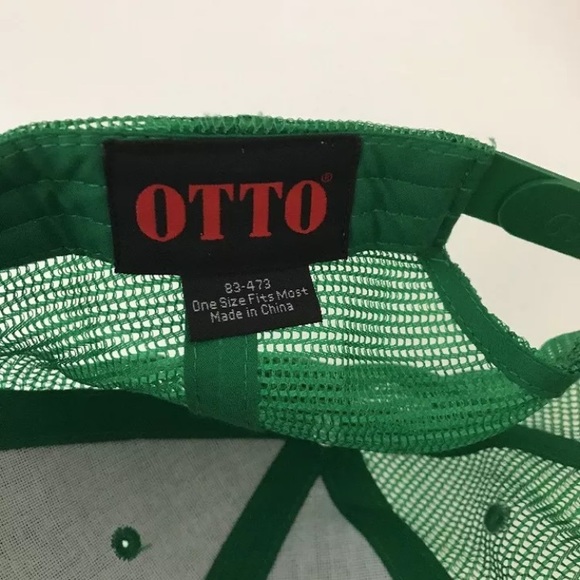 OTTO®
83-473
One Size Fits Most
Made in China